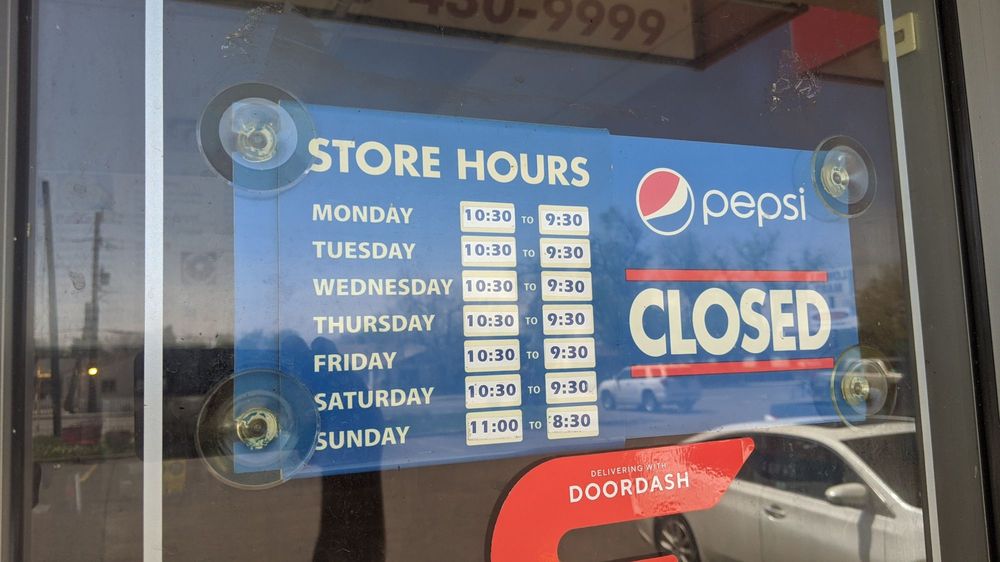 430-9999
STORE HOURS
MONDAY 10:30 TO 9:30
TUESDAY 10:30 TO 9:30
WEDNESDAY 10:30 TO 9:30
THURSDAY 10:30 TO 9:30
FRIDAY 10:30 TO 9:30
SATURDAY 10:30 TO 9:30
SUNDAY 11:00 TO 8:30
pepsi
CLOSED
DELIVERING WITH
DOORDASH